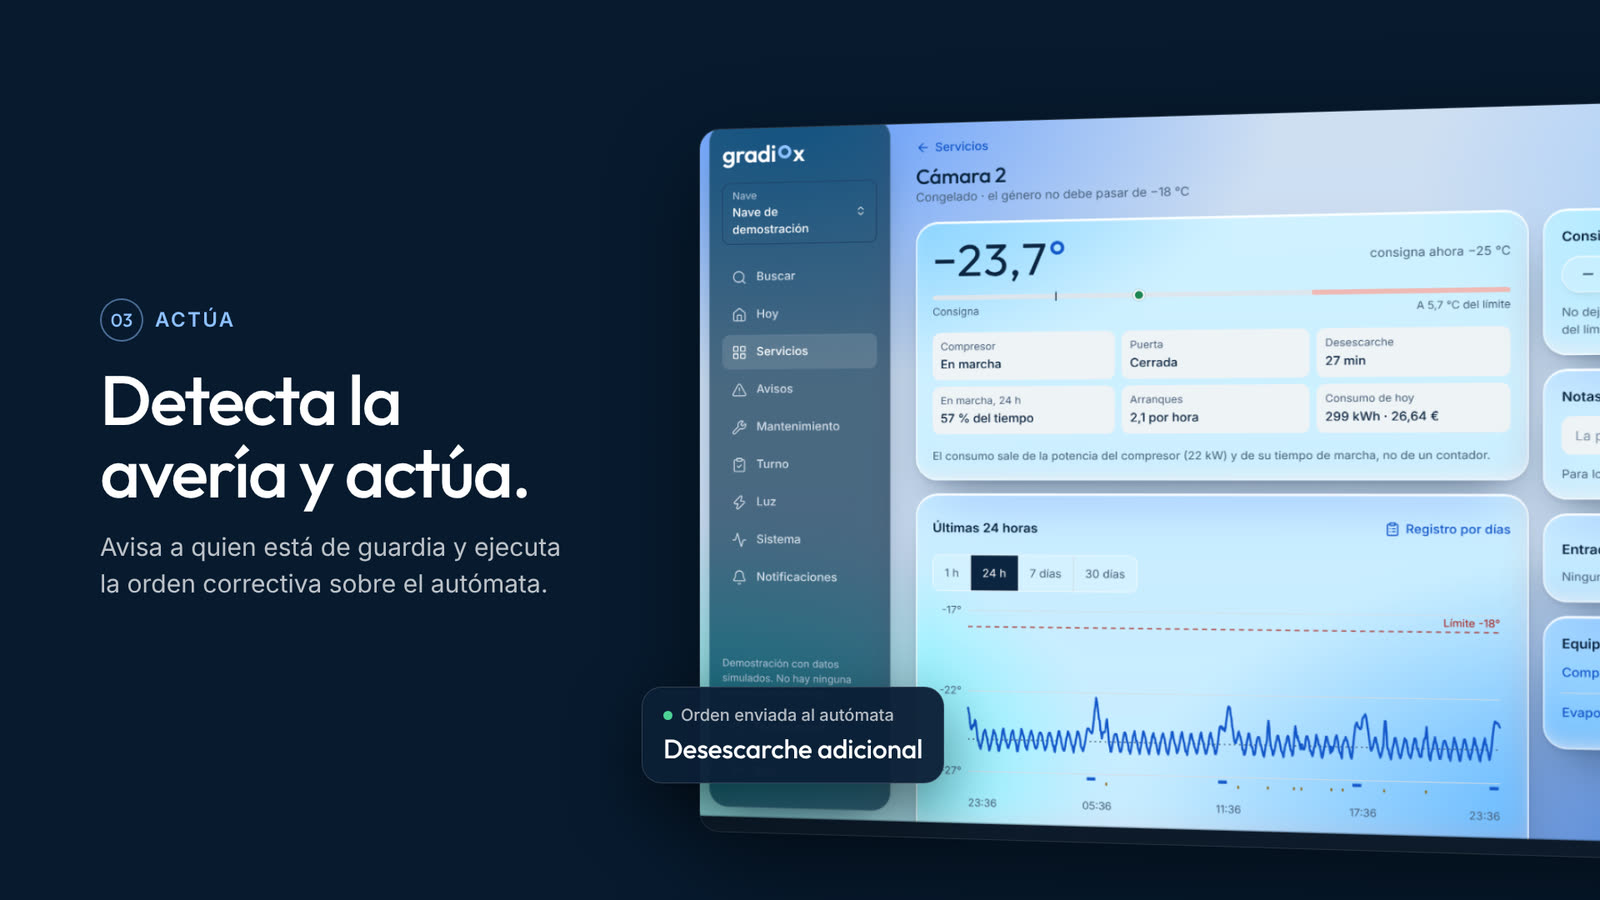 03 ACTÚA
Detecta la
avería y actúa.
Avisa a quien está de guardia y ejecuta
la orden correctiva sobre el autómata.
gradiox
Nave
Nave de
demostración
Buscar
Hoy
Servicios
Avisos
Mantenimiento
Turno
Luz
Sistema
Notificaciones
Demostración con datos
simulados. No hay ninguna
Orden enviada al autómata
Desescarche adicional
← Servicios
Cámara 2
Congelado · el género no debe pasar de −18 °C
−23,7°
consigna ahora −25 °C
Consigna
A 5,7 °C del límite
Compresor
En marcha
Puerta
Cerrada
Desescarche
27 min
En marcha, 24 h
57 % del tiempo
Arranques
2,1 por hora
Consumo de hoy
299 kWh · 26,64 €
El consumo sale de la potencia del compresor (22 kW) y de su tiempo de marcha, no de un contador.
Últimas 24 horas
Registro por días
1 h 24 h 7 días 30 días
-17°
Límite -18°
-22°
27°
23:36 05:36 11:36 17:36 23:36
Consi
−
No dej
del lím
Notas
La p
Para lo
Entra
Ningur
Equip
Comp
Evapo